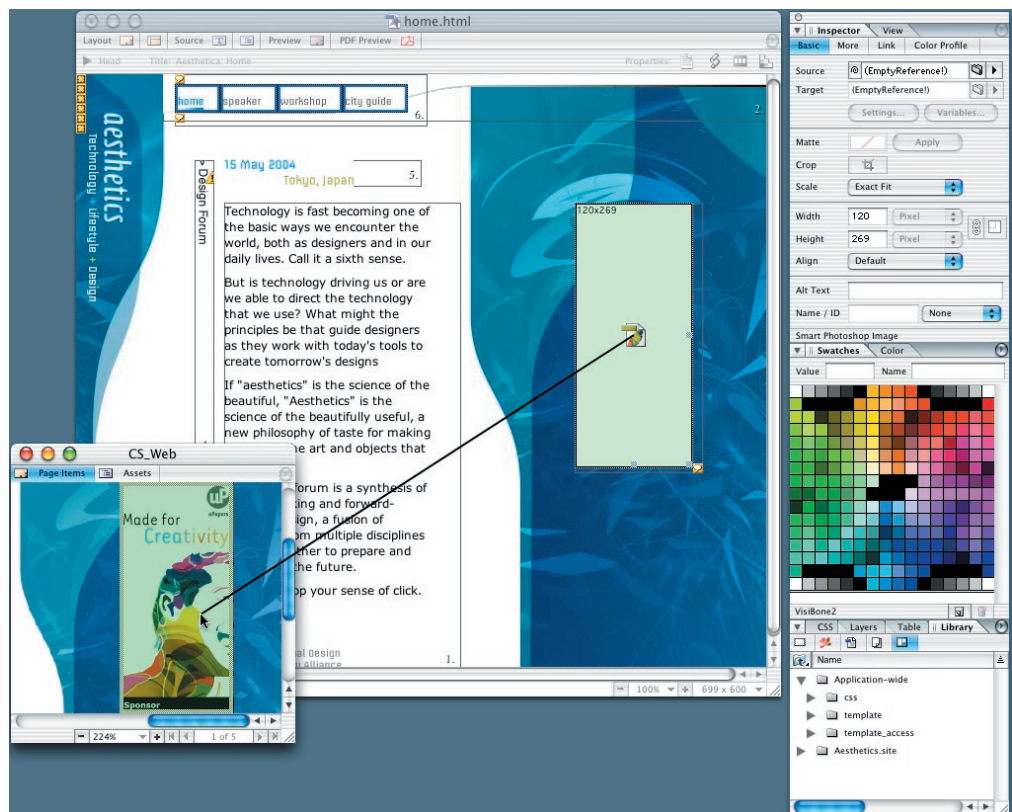 home.html
Layout Source Preview PDF Preview
Head Title: Aesthetica: Home Properties:
home speaker workshop city guide
6.
2.
aesthetics
Technology + Lifestyle + Design
> Design Forum
15 May 2004
Tokyo, Japan
5.
Technology is fast becoming one of
the basic ways we encounter the
world, both as designers and in our
daily lives. Call it a sixth sense.
But is technology driving us or are
we able to direct the technology
that we use? What might the
principles be that guide designers
as they work with today's tools to
create tomorrow's designs
If "aesthetics" is the science of the
beautiful, "Aesthetics" is the
science of the beautifully useful, a
new philosophy of taste for making
art and objects that
forum is a synthesis of
and forward-
a fusion of
multiple disciplines
to prepare and
the future.
your sense of click.
Design
Alliance
1.
120x269
100% 699 x 600
CS_Web
Page Items Assets
uP
uPapers
Made for
Creativity
Sponsor
224% 1 of 5
Inspector View
Basic More Link Color Profile
Source (EmptyReference!)
Target (EmptyReference!)
Settings... Variables...
Matte Apply
Crop
Scale Exact Fit
Width 120 Pixel
Height 269 Pixel
Align Default
Alt Text
Name / ID None
Smart Photoshop Image
Swatches Color
Value Name
VisiBone2
CSS Layers Table Library
Name
Application-wide
css
template
template_access
Aesthetics.site